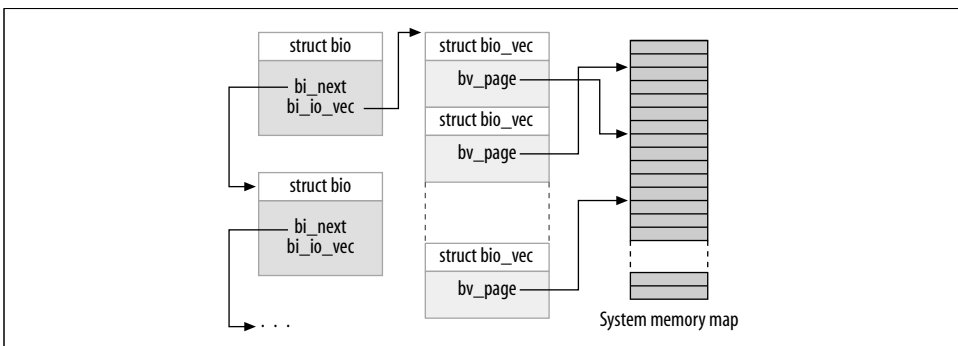 struct bio
bi_next
bi_io_vec
struct bio
bi_next
bi_io_vec
. . .
struct bio_vec
bv_page
struct bio_vec
bv_page
struct bio_vec
bv_page
System memory map